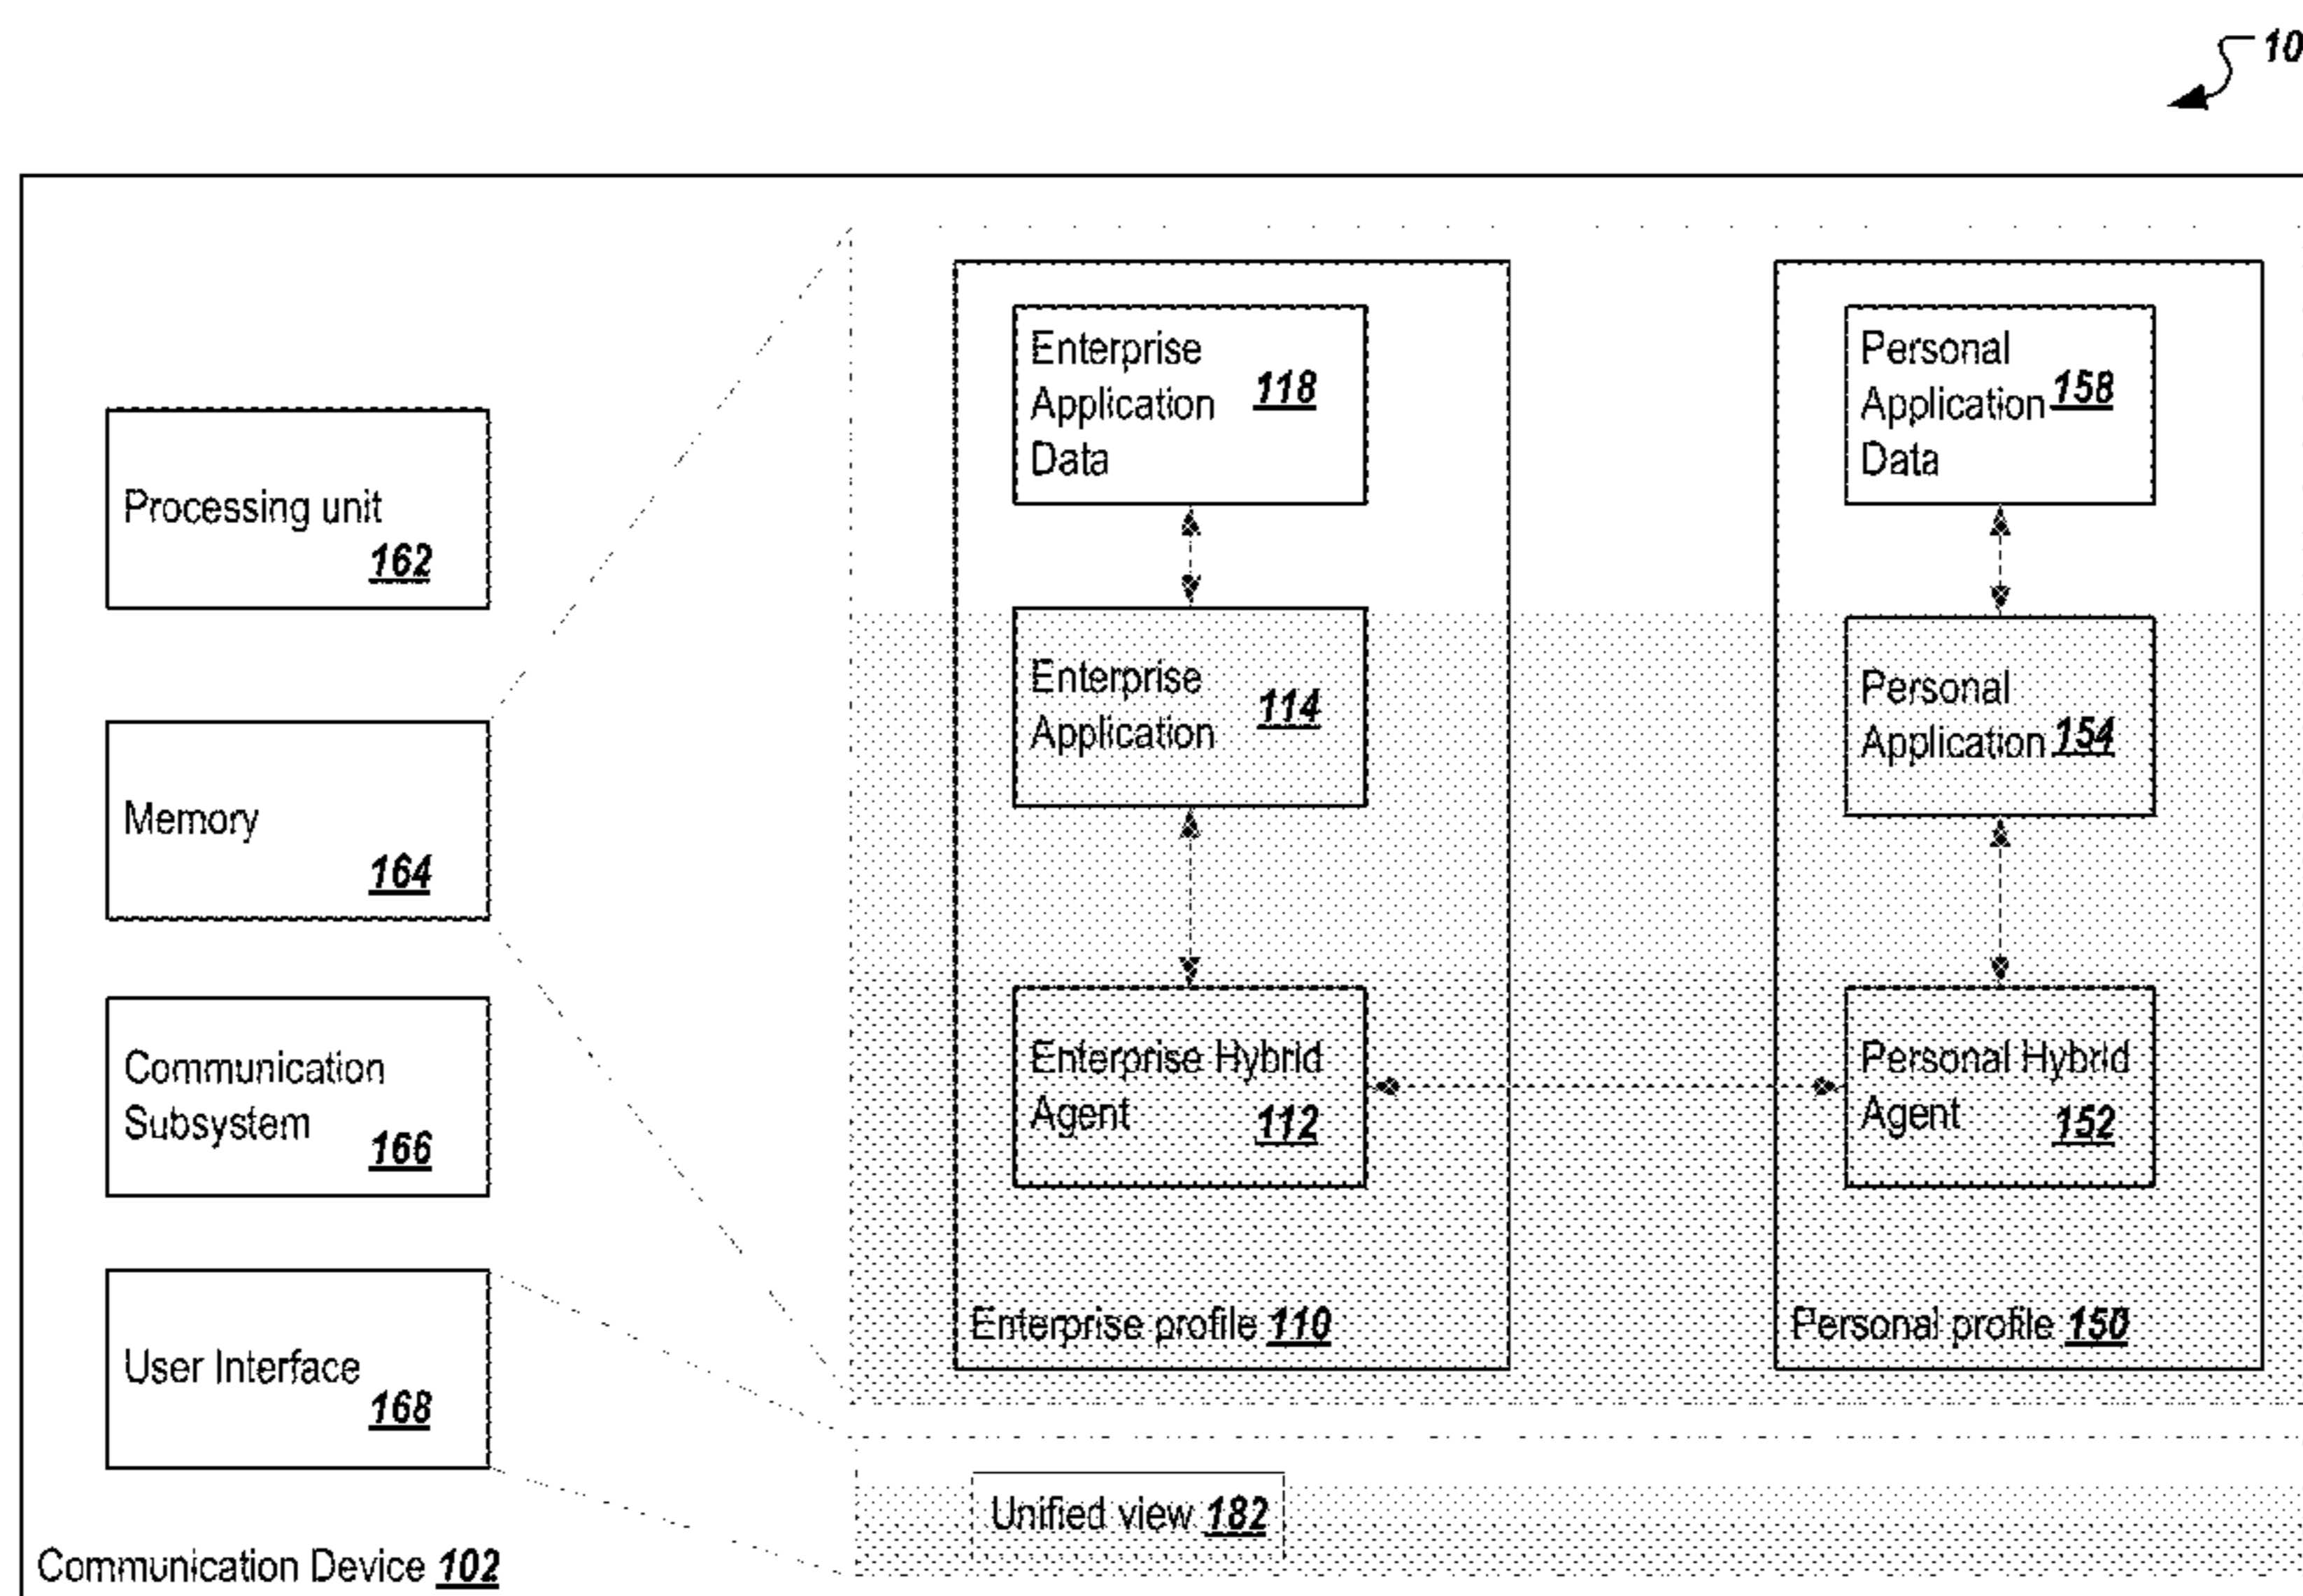 10
Processing unit
162
Memory
164
Communication
Subsystem
166
User Interface
168
Communication Device 102
Enterprise
Application 118
Data
Enterprise
Application 114
Enterprise Hybrid
Agent 112
Enterprise profile 110
Personal
Application 158
Data
Personal
Application 154
Personal Hybrid
Agent 152
Personal profile 150
Unified view 182